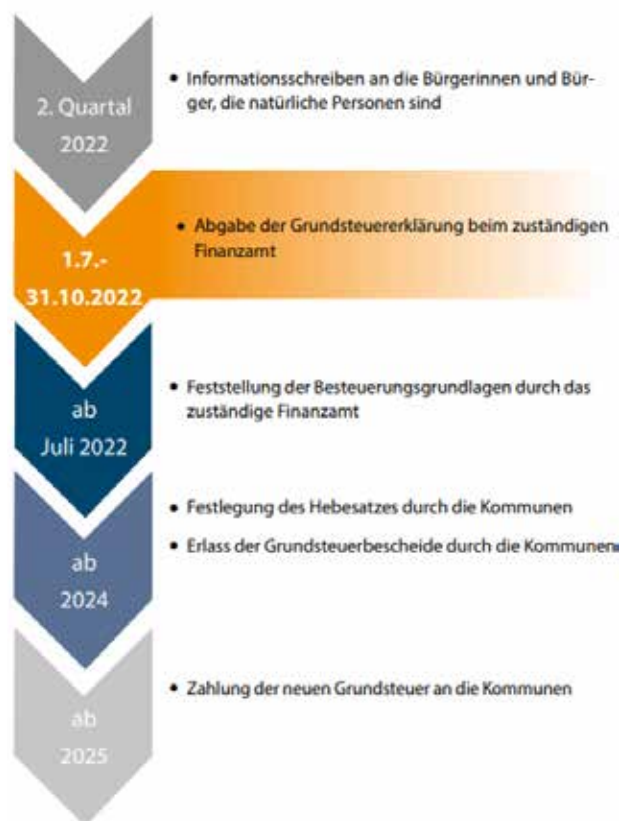 2. Quartal
2022
• Informationsschreiben an die Bürgerinnen und Bür-
ger, die natürliche Personen sind
1.7.-
31.10.2022
• Abgabe der Grundsteuererklärung beim zuständigen
Finanzamt
ab
Juli 2022
• Feststellung der Besteuerungsgrundlagen durch das
zuständige Finanzamt
ab
2024
• Festlegung des Hebesatzes durch die Kommunen
• Erlass der Grundsteuerbescheide durch die Kommunen
ab
2025
• Zahlung der neuen Grundsteuer an die Kommunen